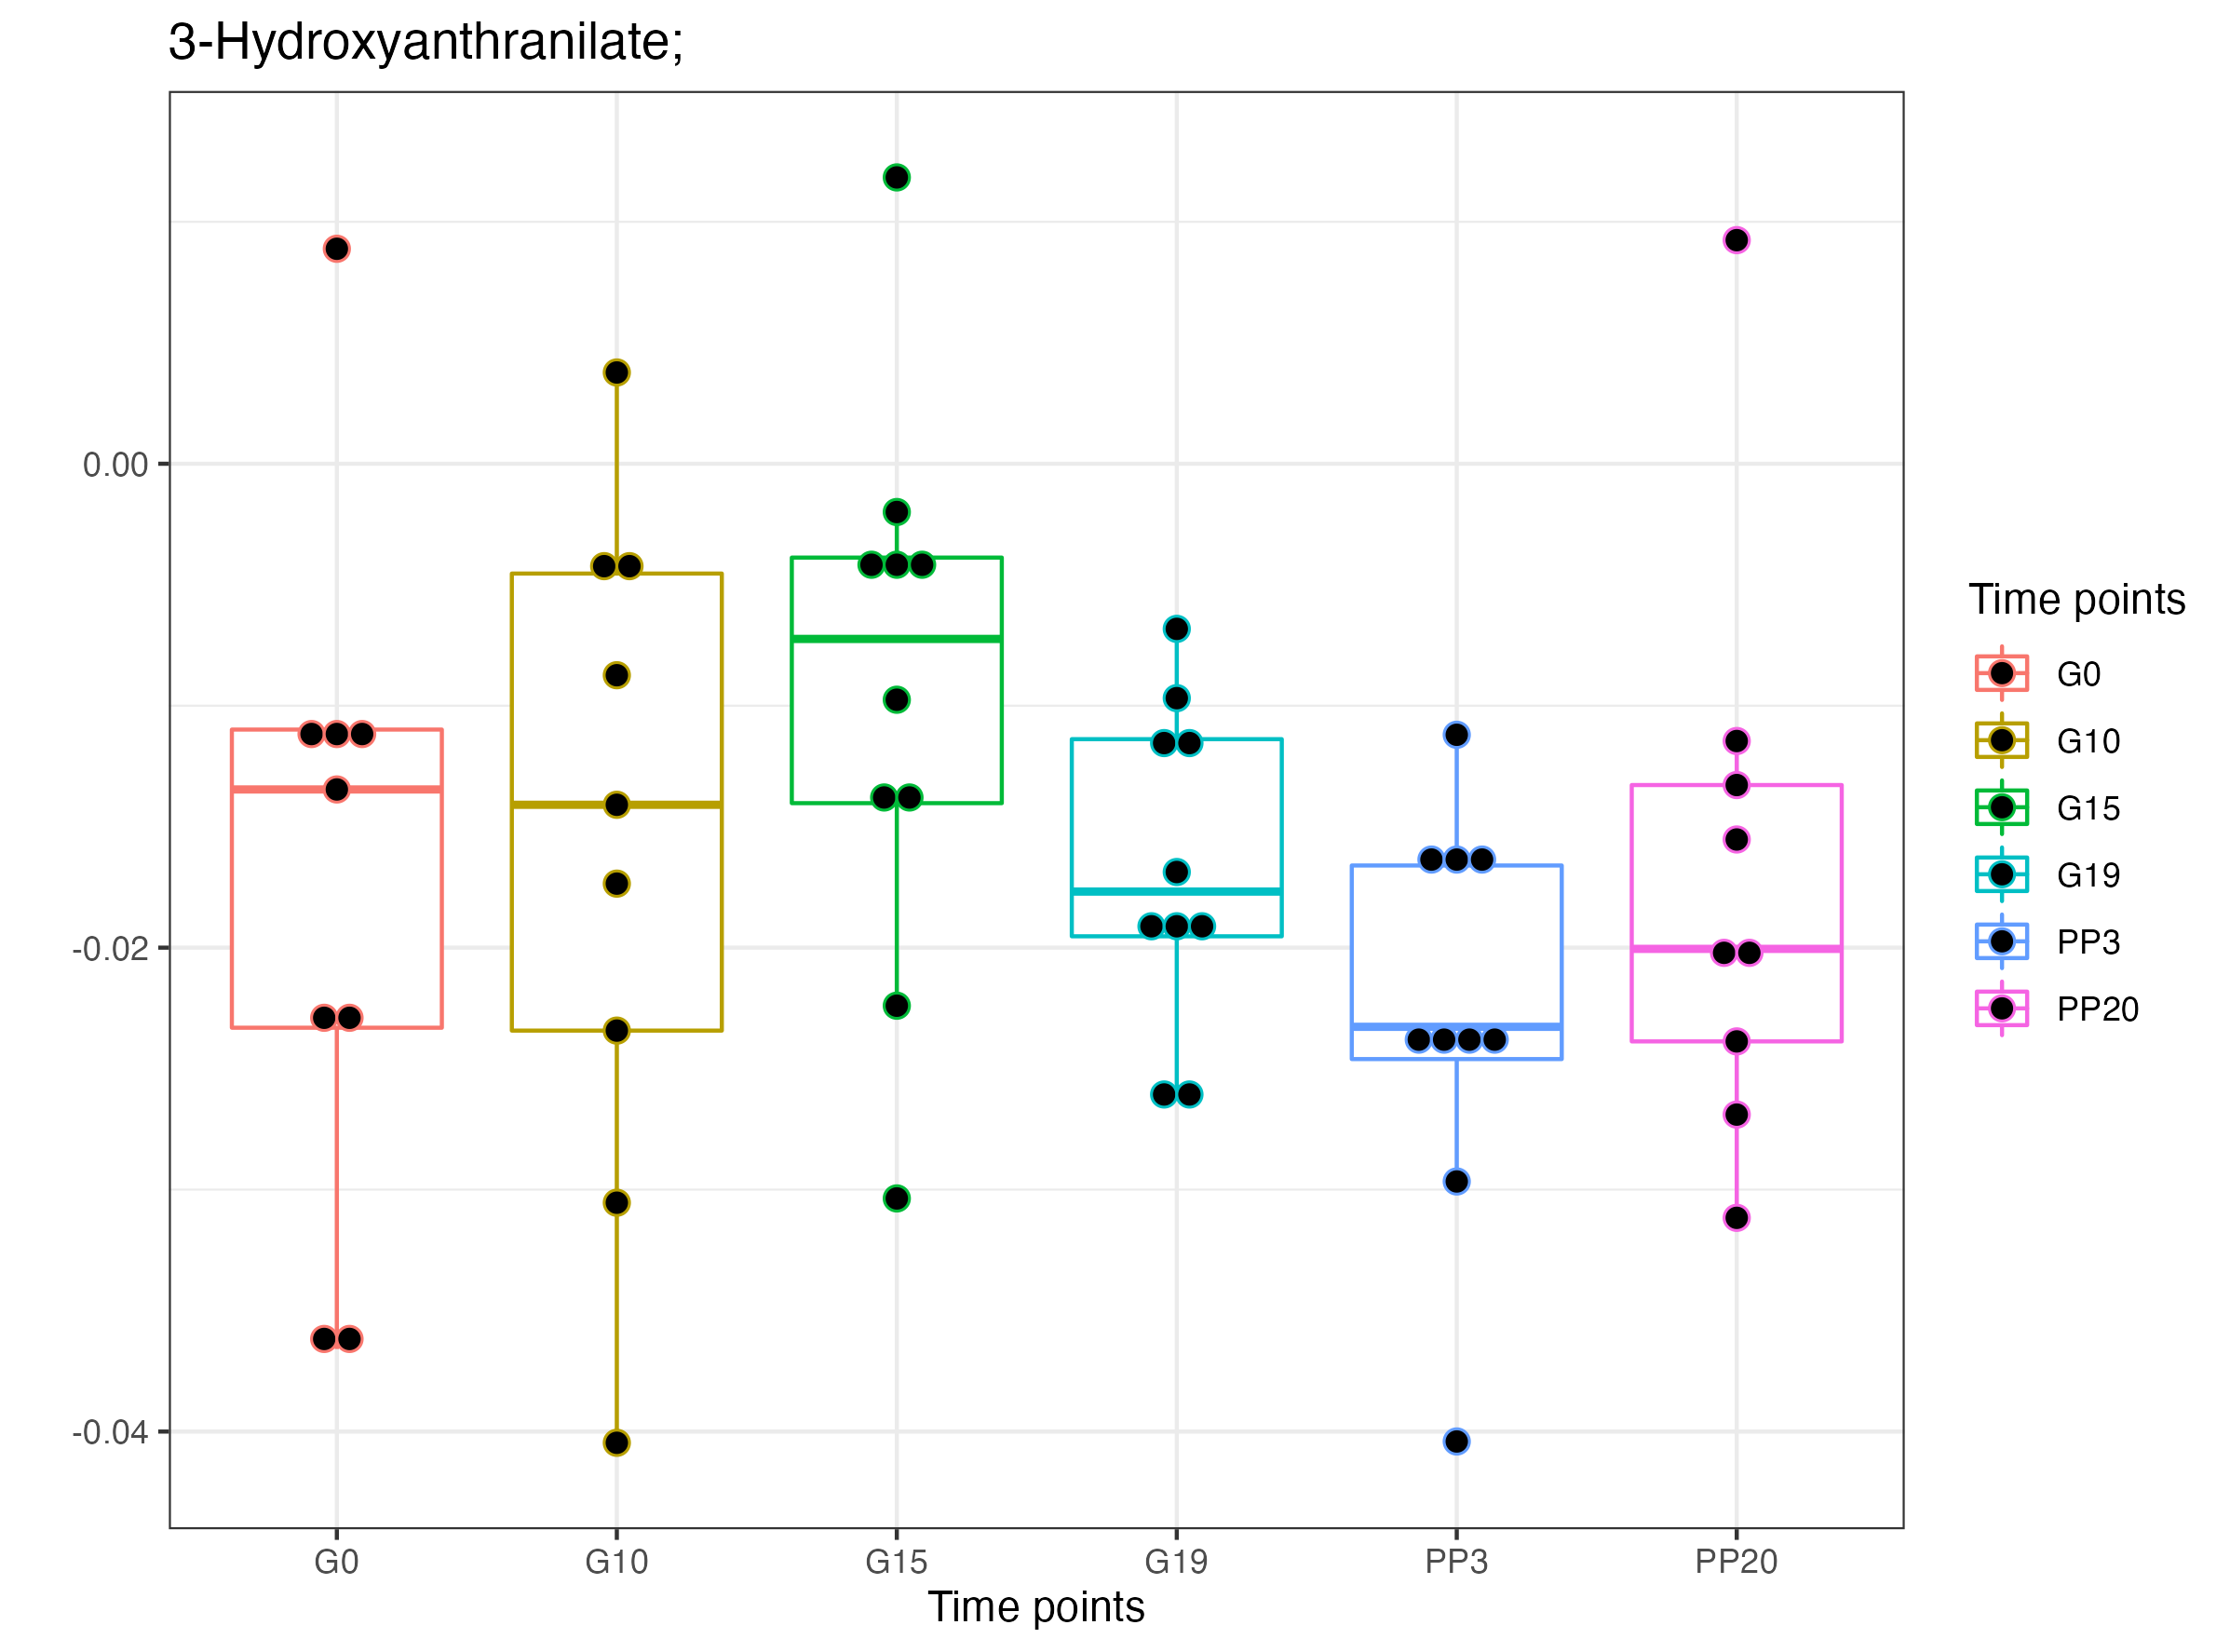 3-Hydroxyanthranilate;
0.00
-0.02
-0.04
G0 G10 G15 G19 PP3 PP20
Time points
Time points
G0
G10
G15
G19
PP3
PP20